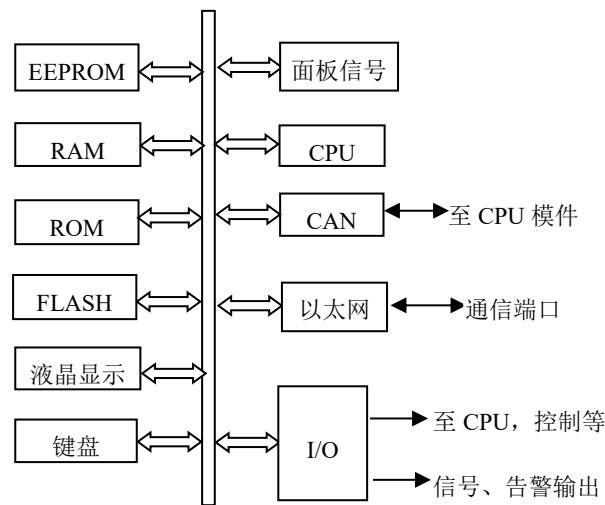 EEPROM
面板信号
RAM
CPU
ROM
CAN
至 CPU 模件
FLASH
以太网
通信端口
液晶显示
键盘
I/O
至 CPU，控制等
信号、告警输出